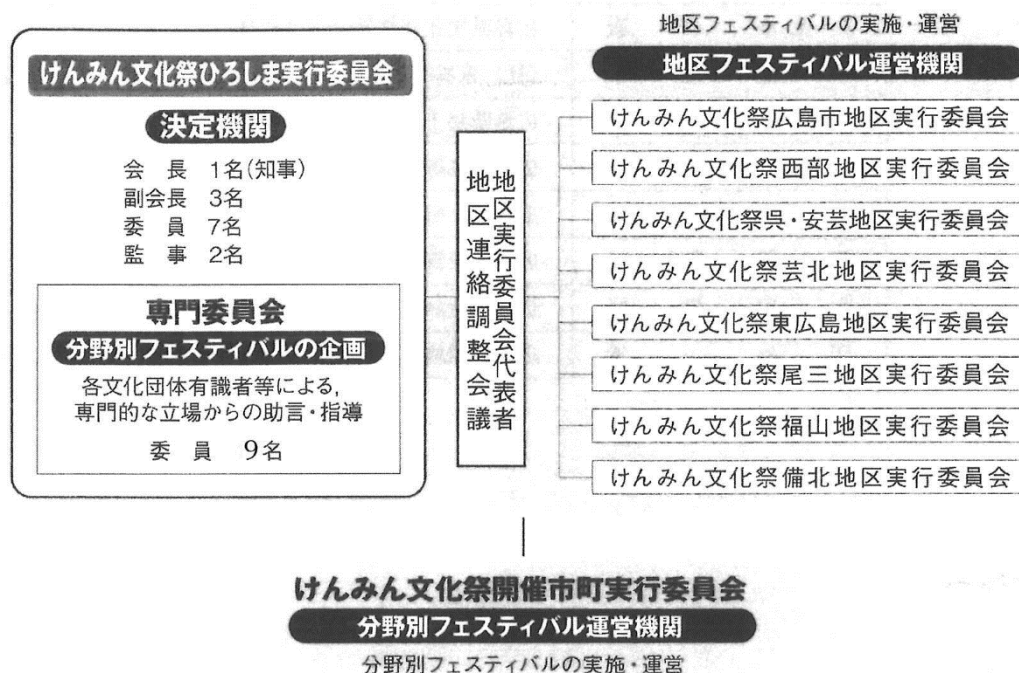 けんみん文化祭ひろしま実行委員会
決定機関
会　長　1名(知事)
副会長　3名
委　員　7名
監　事　2名
専門委員会
分野別フェスティバルの企画
各文化団体有識者等による,
専門的な立場からの助言・指導
委　員　9名
地区実行委員会代表者
地区連絡調整会議
地区フェスティバルの実施・運営
地区フェスティバル運営機関
けんみん文化祭広島市地区実行委員会
けんみん文化祭西部地区実行委員会
けんみん文化祭呉・安芸地区実行委員会
けんみん文化祭芸北地区実行委員会
けんみん文化祭東広島地区実行委員会
けんみん文化祭尾三地区実行委員会
けんみん文化祭福山地区実行委員会
けんみん文化祭備北地区実行委員会
けんみん文化祭開催市町実行委員会
分野別フェスティバル運営機関
分野別フェスティバルの実施・運営